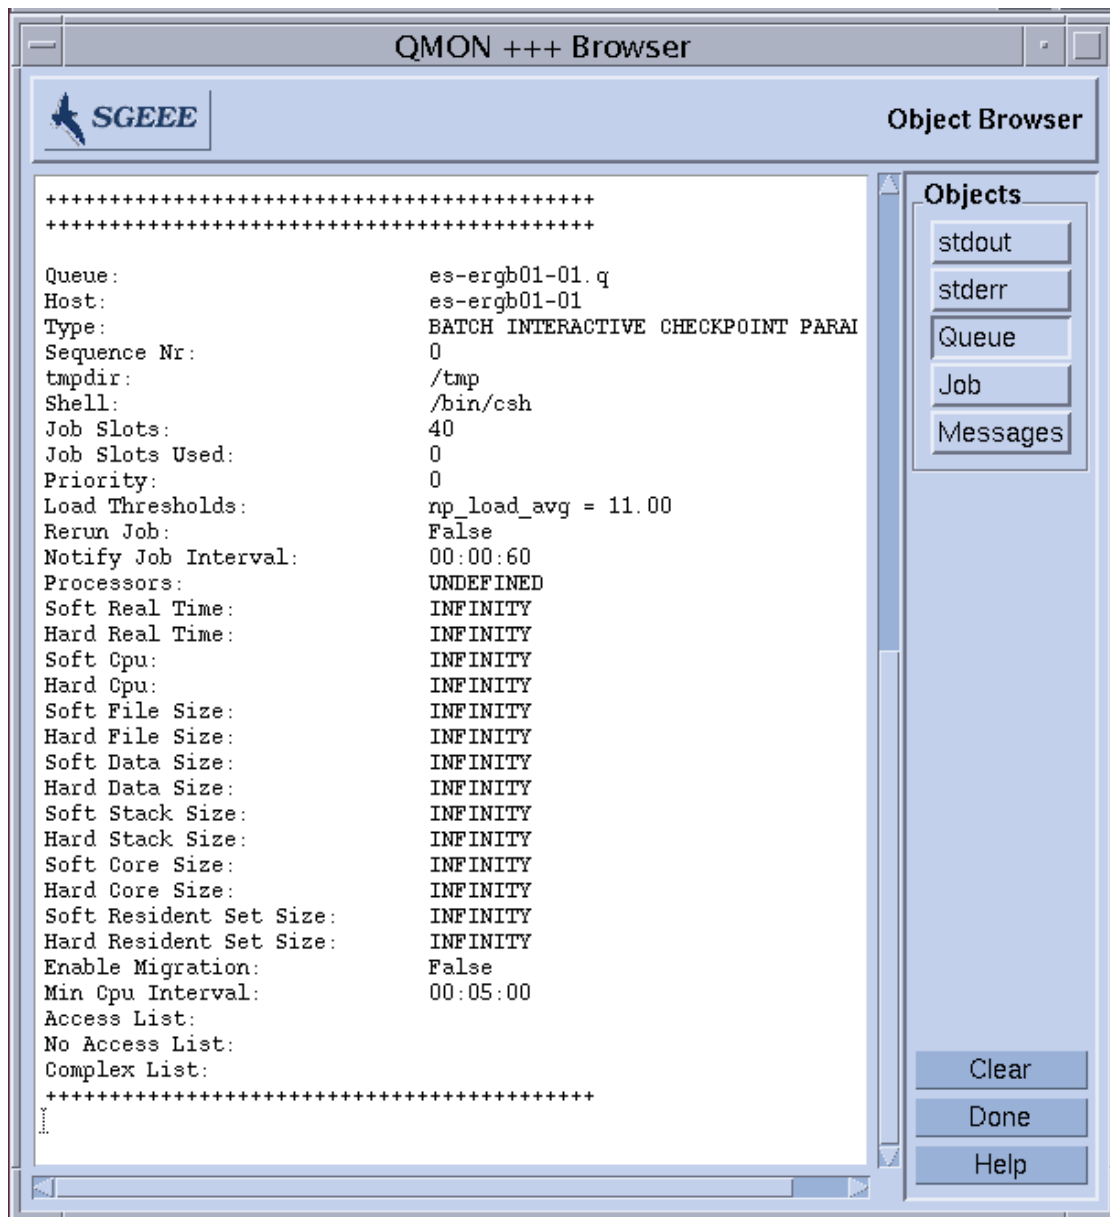 QMON +++ Browser
SGEEE
Object Browser
+++++++++++++++++++++++++++++++++++++++++++
+++++++++++++++++++++++++++++++++++++++++++
Queue: es-ergb01-01.q
Host: es-ergb01-01
Type: BATCH INTERACTIVE CHECKPOINT
Sequence Nr: 0
tmpdir: /tmp
Shell: /bin/csh
Job Slots: 40
Job Slots Used: 0
Priority: 0
Load Thresholds: np_load_avg = 11.00
Rerun Job: False
Notify Job Interval: 00:00:60
Processors: UNDEFINED
Soft Real Time: INFINITY
Hard Real Time: INFINITY
Soft Cpu: INFINITY
Hard Cpu: INFINITY
Soft File Size: INFINITY
Hard File Size: INFINITY
Soft Data Size: INFINITY
Hard Data Size: INFINITY
Soft Stack Size: INFINITY
Hard Stack Size: INFINITY
Soft Core Size: INFINITY
Hard Core Size: INFINITY
Soft Resident Set Size: INFINITY
Hard Resident Set Size: INFINITY
Enable Migration: False
Min Cpu Interval: 00:05:00
Access List:
No Access List:
Complex List:
+++++++++++++++++++++++++++++++++++++++++++
Objects
stdout
stderr
Queue
Job
Messages
Clear
Done
Help